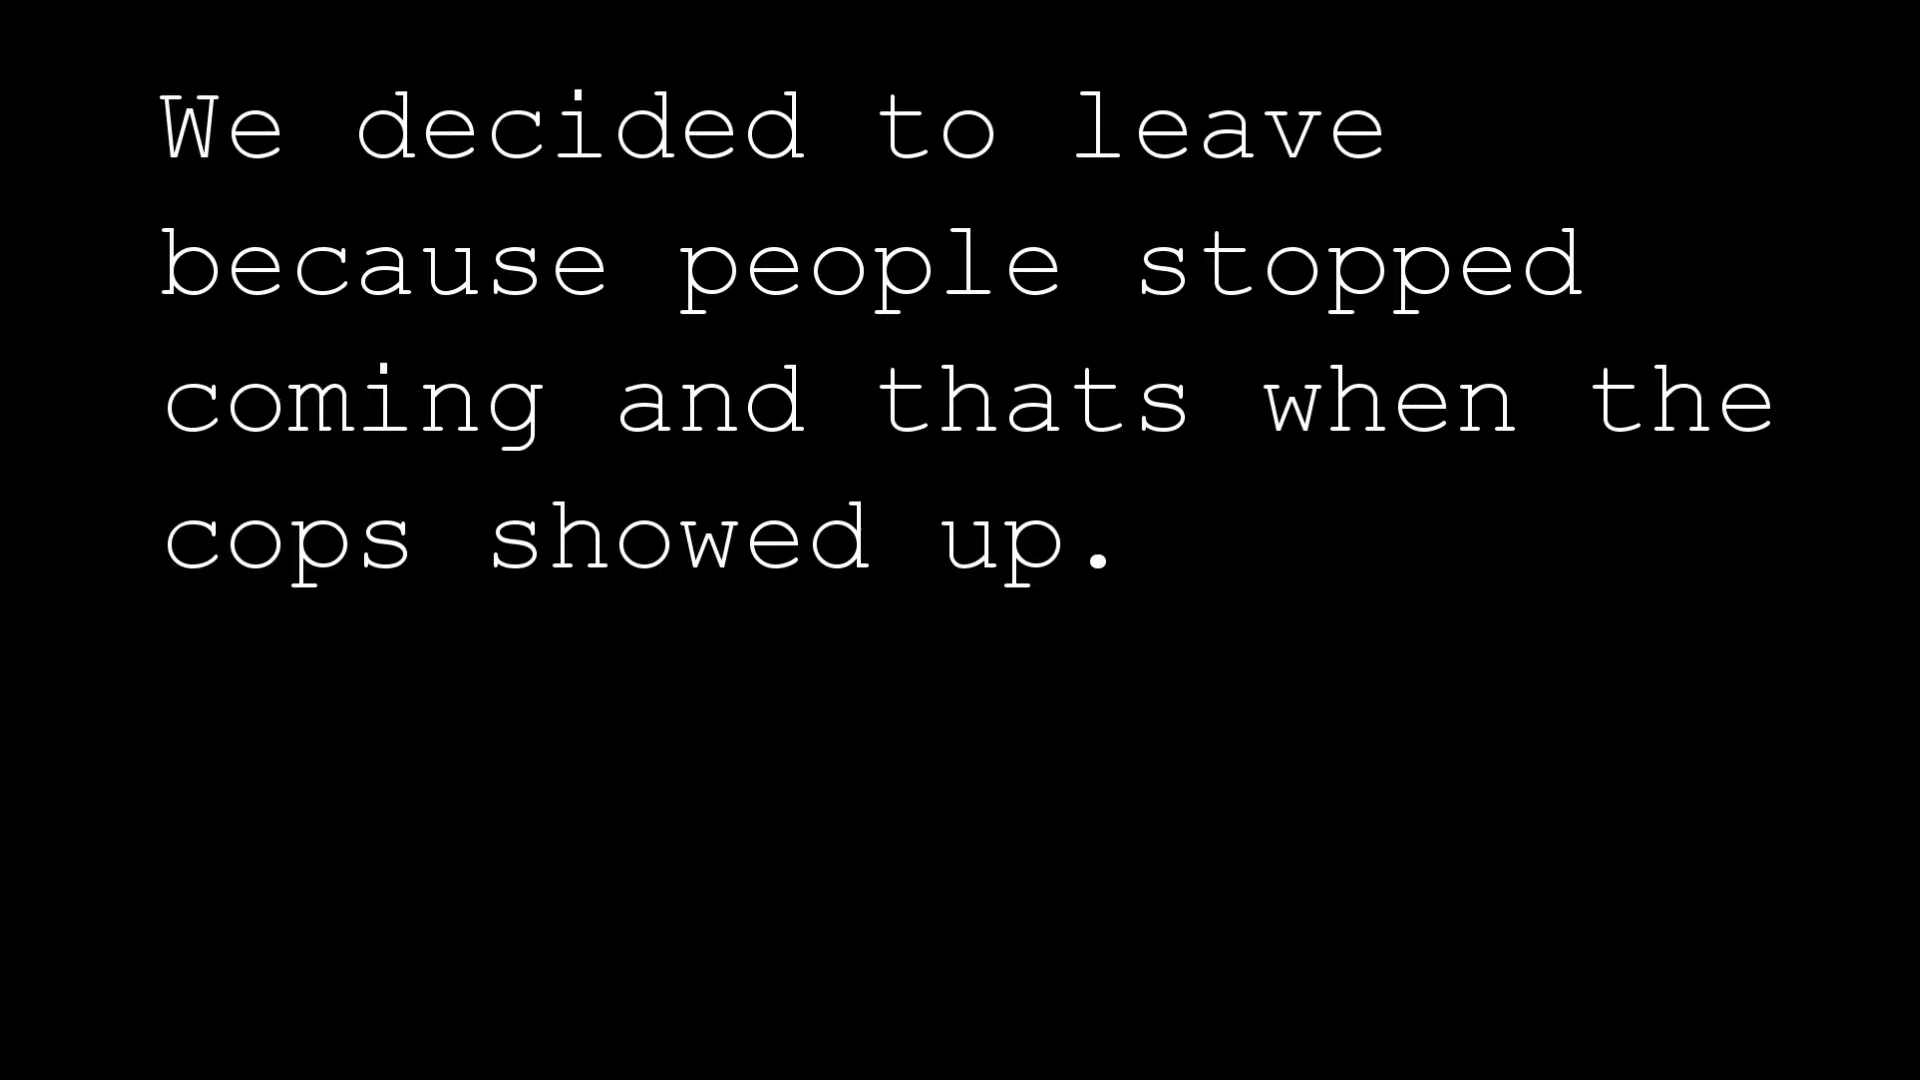 We decided to leave
because people stopped
coming and thats when the
cops showed up.